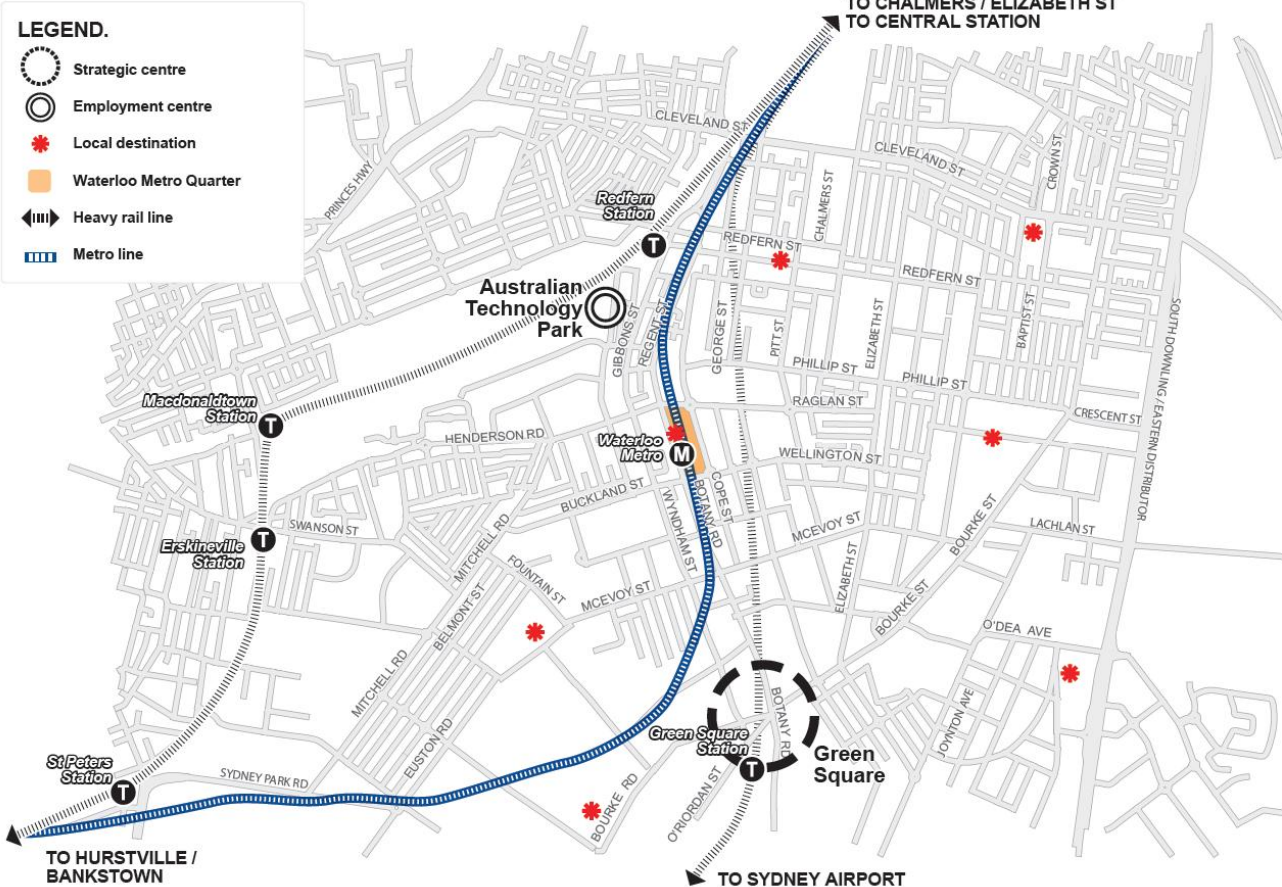 TO CHALMERS / ELIZABETH ST
TO CENTRAL STATION
LEGEND.
Strategic centre
Employment centre
Local destination
Waterloo Metro Quarter
Heavy rail line
Metro line
PRINCES HWY
CLEVELAND ST
CLEVELAND ST
CROWN ST
CHALMERS ST
Redfern
Station
T
REDFERN ST
REDFERN ST
Australian
Technology
Park
GIBBONS ST
REGENT ST
GEORGE ST
PITT ST
ELIZABETH ST
BAPTIST ST
SOUTH DOWLING / EASTERN DISTRIBUTOR
PHILLIP ST
PHILLIP ST
RAGLAN ST
CRESCENT ST
Macdonaldtown
Station
T
HENDERSON RD
Waterloo
Metro
M
WELLINGTON ST
BUCKLAND ST
WYNDHAM ST
BOTANY RD
COPE ST
MCEVOY ST
BOURKE ST
LACHLAN ST
SWANSON ST
MITCHELL RD
Erskineville
Station
T
FOUNTAIN ST
MCEVOY ST
BELMONT ST
ELIZABETH ST
BOURKE ST
O'DEA AVE
MITCHELL RD
EUSTON RD
BOTANY RD
JOYNTON AVE
Green Square
Station
T
Green
Square
St Peters
Station
T
SYDNEY PARK RD
BOURKE RD
O'RIORDAN ST
TO HURSTVILLE /
BANKSTOWN
TO SYDNEY AIRPORT